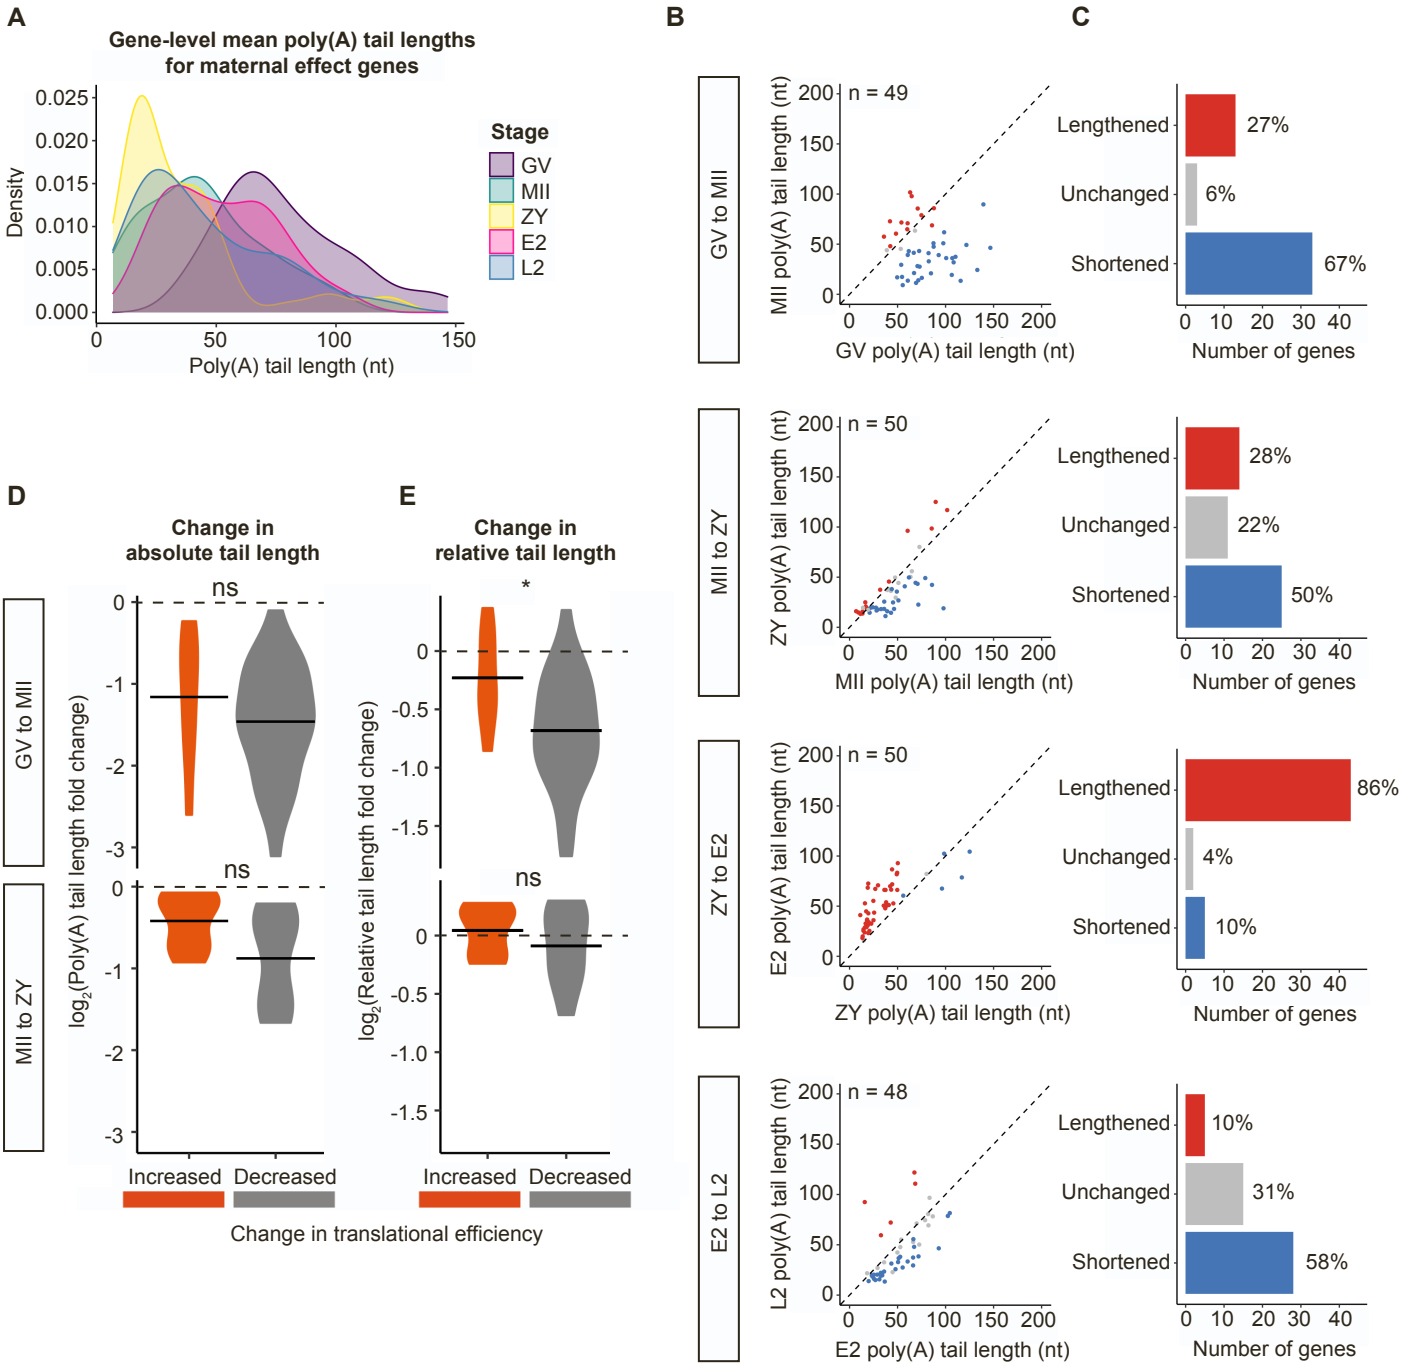 A
Gene-level mean poly(A) tail lengths
for maternal effect genes
Density
0.025
0.020
0.015
0.010
0.005
0.000
0
50
100
150
Poly(A) tail length (nt)
Stage
GV
MII
ZY
E2
L2
B
C
GV to MII
MII poly(A) tail length (nt)
200
150
100
50
0
n = 49
0
50
100
150
200
GV poly(A) tail length (nt)
Lengthened
27%
Unchanged
6%
Shortened
67%
0
10
20
30
40
Number of genes
MII to ZY
ZY poly(A) tail length (nt)
200
150
100
50
0
n = 50
0
50
100
150
200
MII poly(A) tail length (nt)
Lengthened
28%
Unchanged
22%
Shortened
50%
0
10
20
30
40
Number of genes
ZY to E2
E2 poly(A) tail length (nt)
200
150
100
50
0
n = 50
0
50
100
150
200
ZY poly(A) tail length (nt)
Lengthened
86%
Unchanged
4%
Shortened
10%
0
10
20
30
40
Number of genes
E2 to L2
L2 poly(A) tail length (nt)
200
150
100
50
0
n = 48
0
50
100
150
200
E2 poly(A) tail length (nt)
Lengthened
10%
Unchanged
31%
Shortened
58%
0
10
20
30
40
Number of genes
D
Change in
absolute tail length
GV to MII
MII to ZY
log2(Poly(A) tail length fold change)
ns
0
-1
-2
-3
ns
0
-1
-2
-3
Increased
Decreased
E
Change in
relative tail length
log2(Relative tail length fold change)
*
0
-0.5
-1.0
-1.5
ns
0
-0.5
-1.0
-1.5
Increased
Decreased
Change in translational efficiency